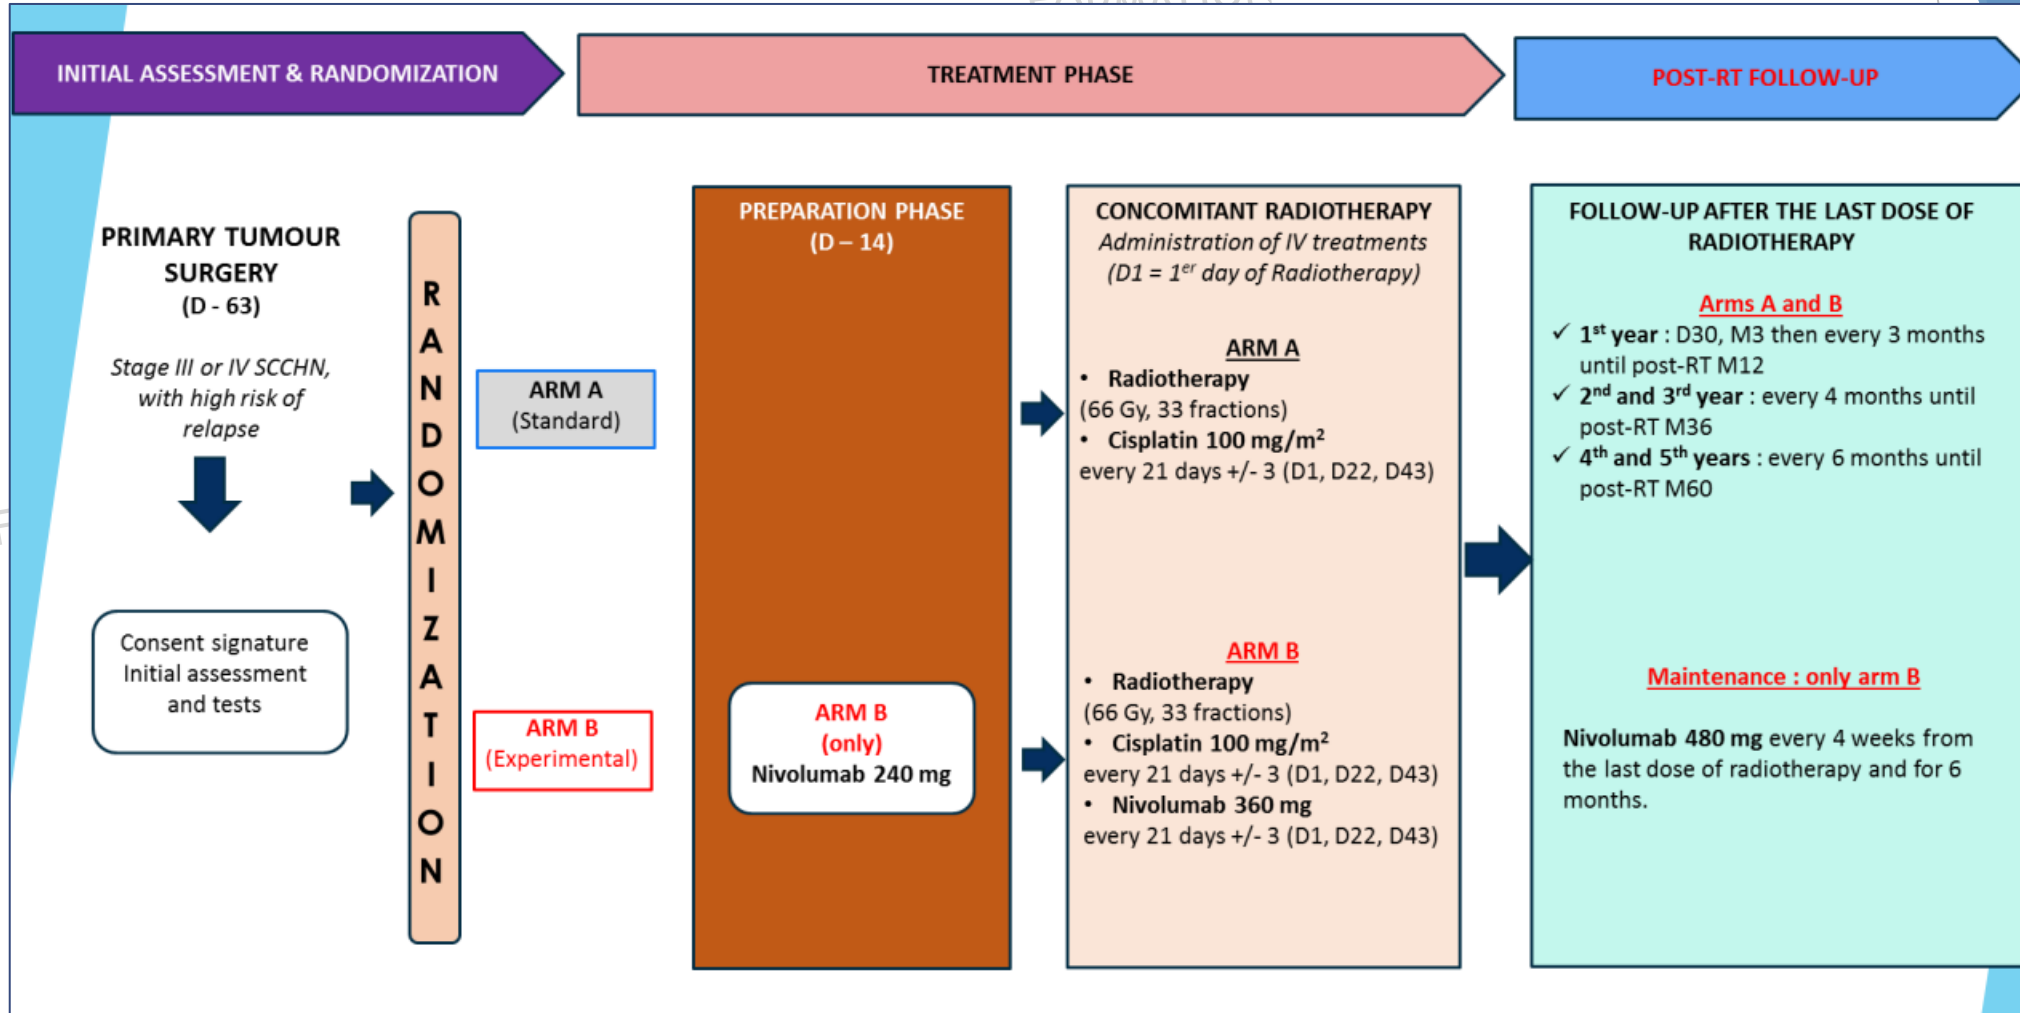 INITIAL ASSESSMENT & RANDOMIZATION
TREATMENT PHASE
POST-RT FOLLOW-UP
PRIMARY TUMOUR
SURGERY
(D - 63)
Stage III or IV SCCHN,
with high risk of
relapse
Consent signature
Initial assessment
and tests
RANDOMIZATION
ARM A
(Standard)
ARM B
(Experimental)
PREPARATION PHASE
(D – 14)
ARM B
(only)
Nivolumab 240 mg
CONCOMITANT RADIOTHERAPY
Administration of IV treatments
(D1 = 1er day of Radiotherapy)
ARM A
• Radiotherapy
(66 Gy, 33 fractions)
• Cisplatin 100 mg/m2
every 21 days +/- 3 (D1, D22, D43)
ARM B
• Radiotherapy
(66 Gy, 33 fractions)
• Cisplatin 100 mg/m2
every 21 days +/- 3 (D1, D22, D43)
• Nivolumab 360 mg
every 21 days +/- 3 (D1, D22, D43)
FOLLOW-UP AFTER THE LAST DOSE OF
RADIOTHERAPY
Arms A and B
✓ 1st year : D30, M3 then every 3 months
until post-RT M12
✓ 2nd and 3rd year : every 4 months until
post-RT M36
✓ 4th and 5th years : every 6 months until
post-RT M60
Maintenance : only arm B
Nivolumab 480 mg every 4 weeks from
the last dose of radiotherapy and for 6
months.